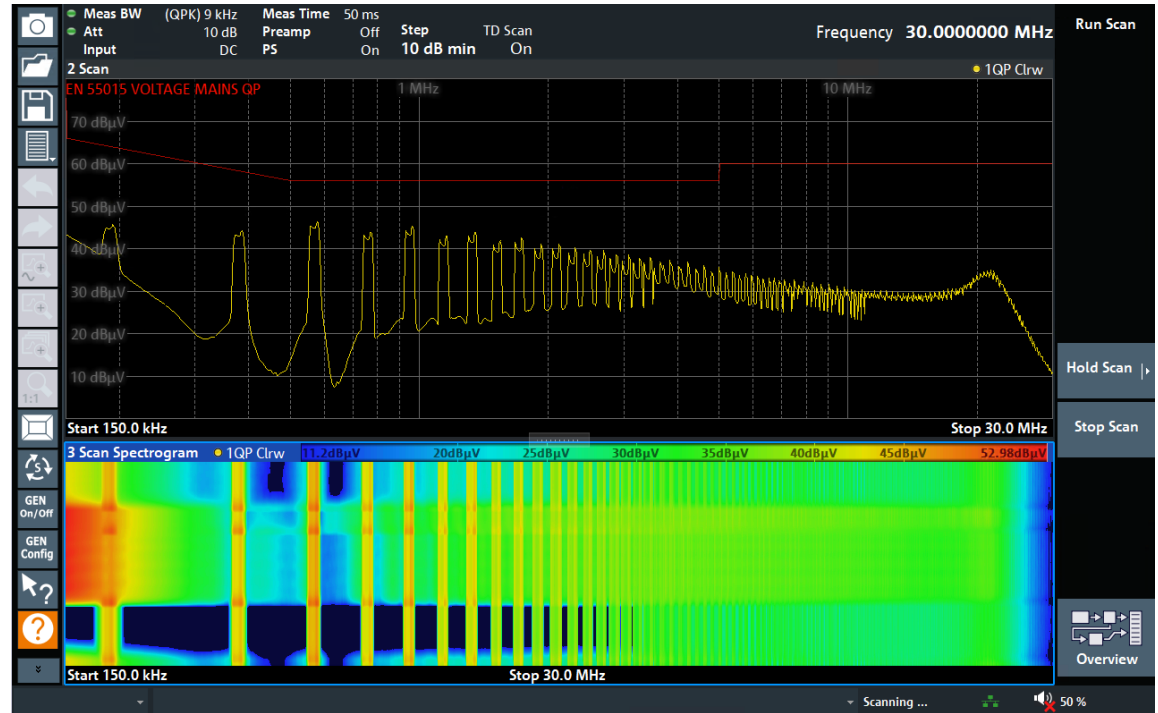 Meas BW (QPK) 9 kHz Meas Time 50 ms
Att 10 dB Preamp Off Step TD Scan
Input DC PS On 10 dB min On
Frequency 30.0000000 MHz
Run Scan
2 Scan 1QP Clrw
EN 55015 VOLTAGE MAINS QP 1 MHz 10 MHz
70 dBµV
60 dBµV
50 dBµV
40 dBµV
30 dBµV
20 dBµV
10 dBµV
1:1
Start 150.0 kHz Stop 30.0 MHz
Hold Scan
Stop Scan
3 Scan Spectrogram 1QP Clrw 11.2dBµV 20dBµV 25dBµV 30dBµV 35dBµV 40dBµV 45dBµV 52.98dBµV
S
GEN
On/Off
GEN
Config
?
?
Overview
Start 150.0 kHz Stop 30.0 MHz
Scanning ... 50 %